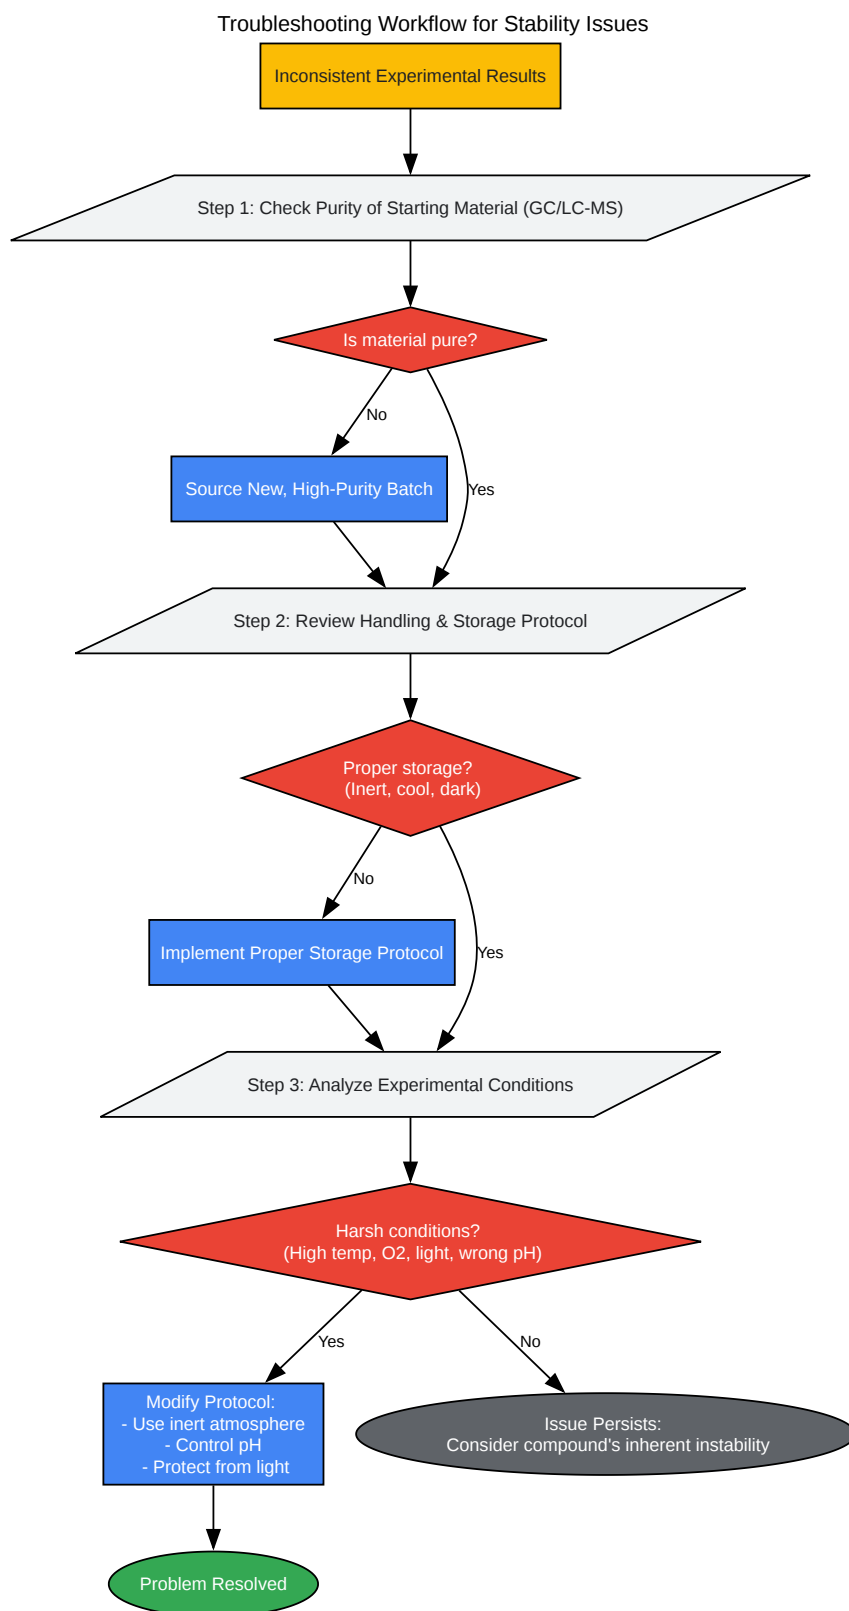 Troubleshooting Workflow for Stability Issues
Inconsistent Experimental Results
Step 1: Check Purity of Starting Material (GC/LC-MS)
Is material pure?
No
Source New, High-Purity Batch
Yes
Step 2: Review Handling & Storage Protocol
Proper storage?
(Inert, cool, dark)
No
Implement Proper Storage Protocol
Yes
Step 3: Analyze Experimental Conditions
Harsh conditions?
(High temp, O2, light, wrong pH)
Yes
No
Modify Protocol:
- Use inert atmosphere
- Control pH
- Protect from light
Issue Persists:
Consider compound's inherent instability
Problem Resolved